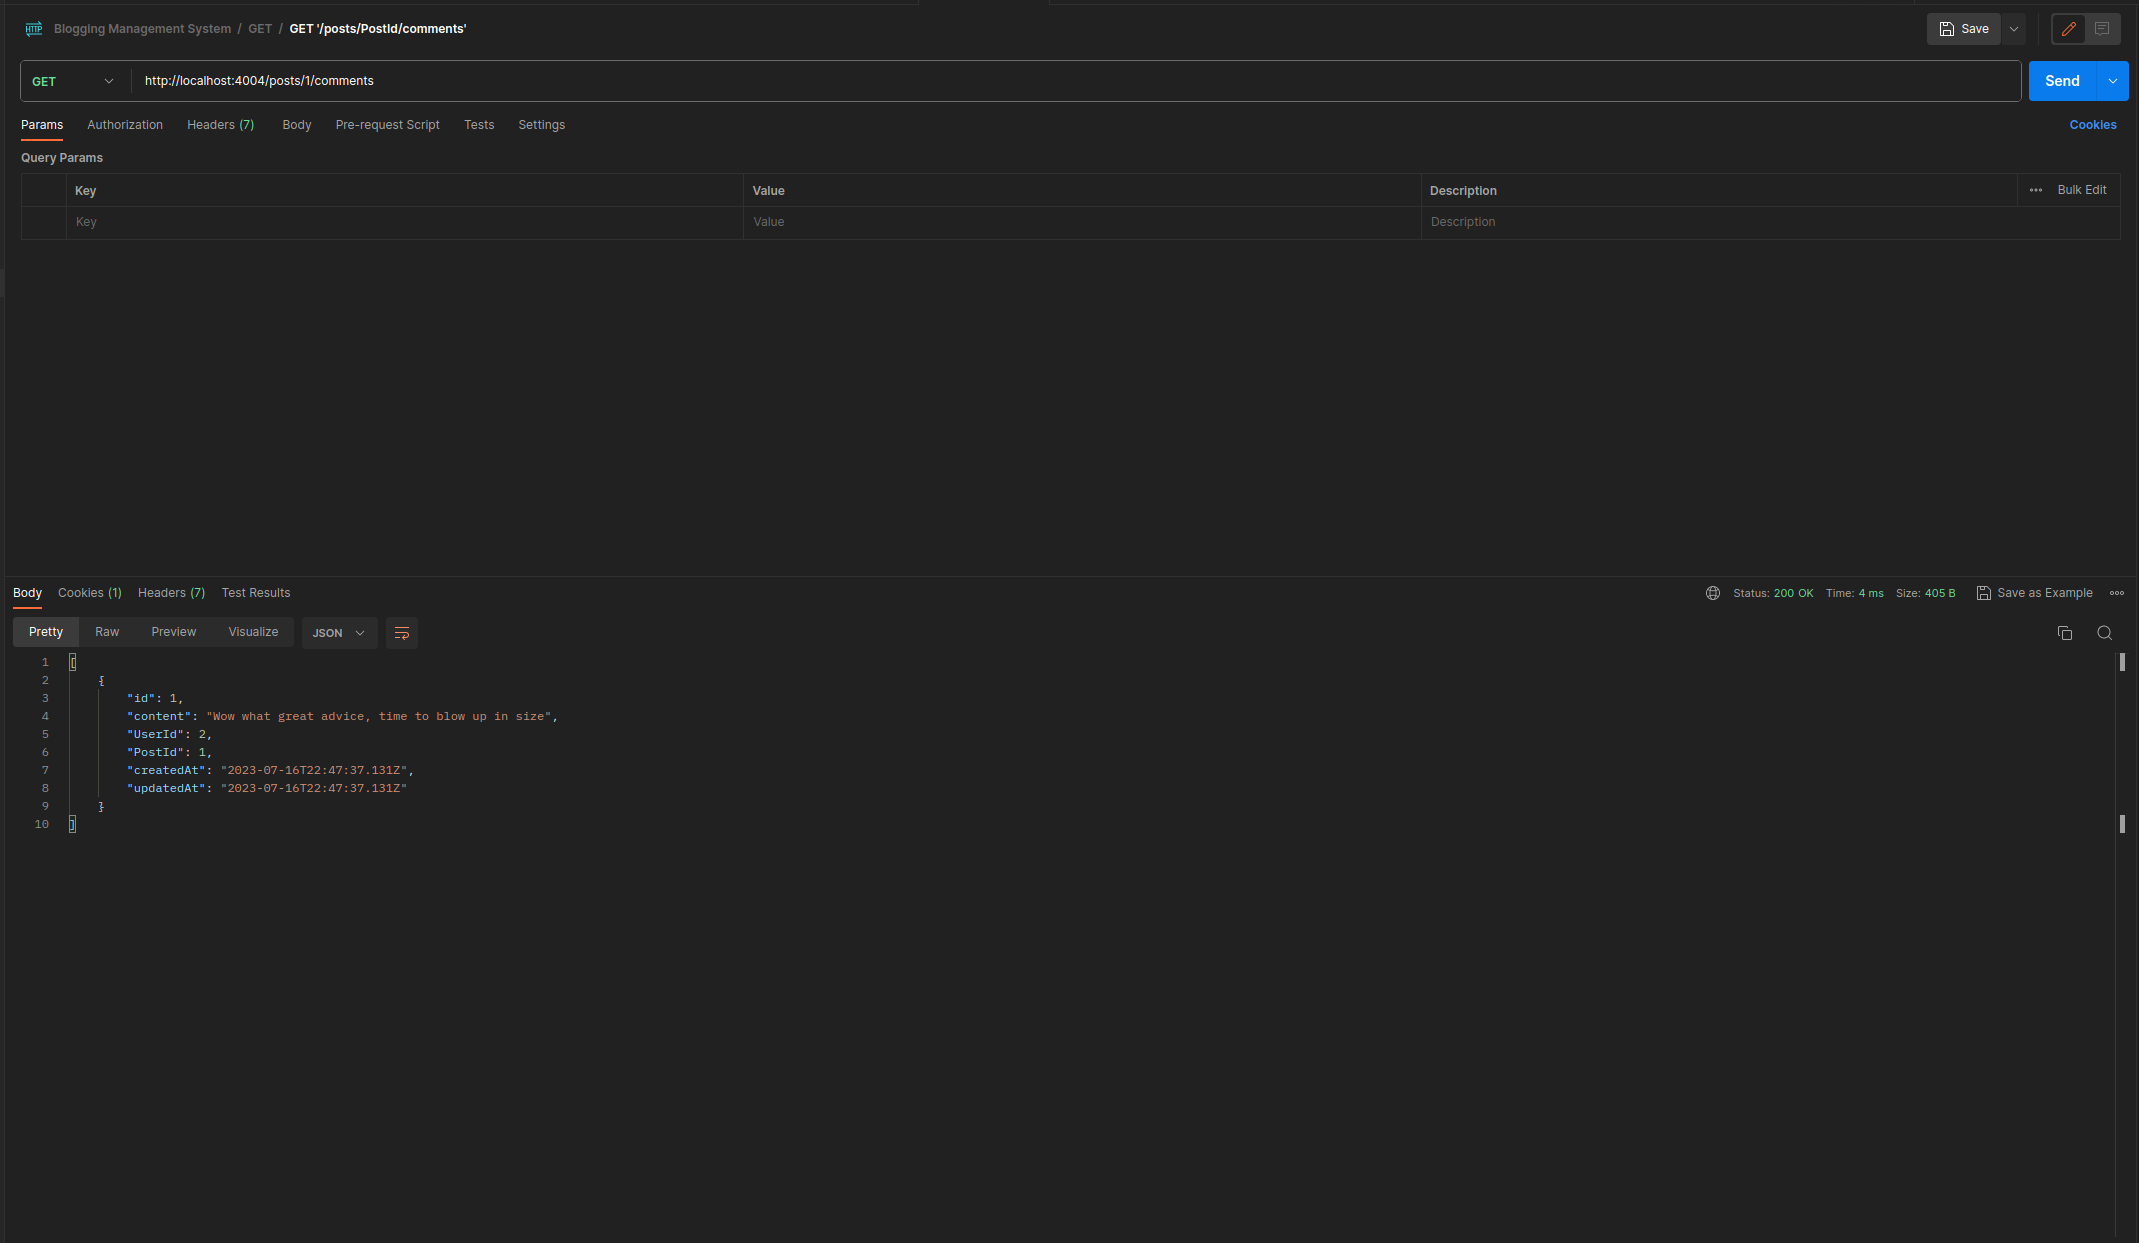 HTTP Blogging Management System / GET / GET '/posts/PostId/comments' Save
GET http://localhost:4004/posts/1/comments Send
Params Authorization Headers (7) Body Pre-request Script Tests Settings Cookies
Query Params
Key Value Description Bulk Edit
Key Value Description
Body Cookies (1) Headers (7) Test Results Status: 200 OK Time: 4 ms Size: 405 B Save as Example
Pretty Raw Preview Visualize JSON
1 [
2 {
3 "id": 1,
4 "content": "Wow what great advice, time to blow up in size",
5 "UserId": 2,
6 "PostId": 1,
7 "createdAt": "2023-07-16T22:47:37.131Z",
8 "updatedAt": "2023-07-16T22:47:37.131Z"
9 }
10 ]